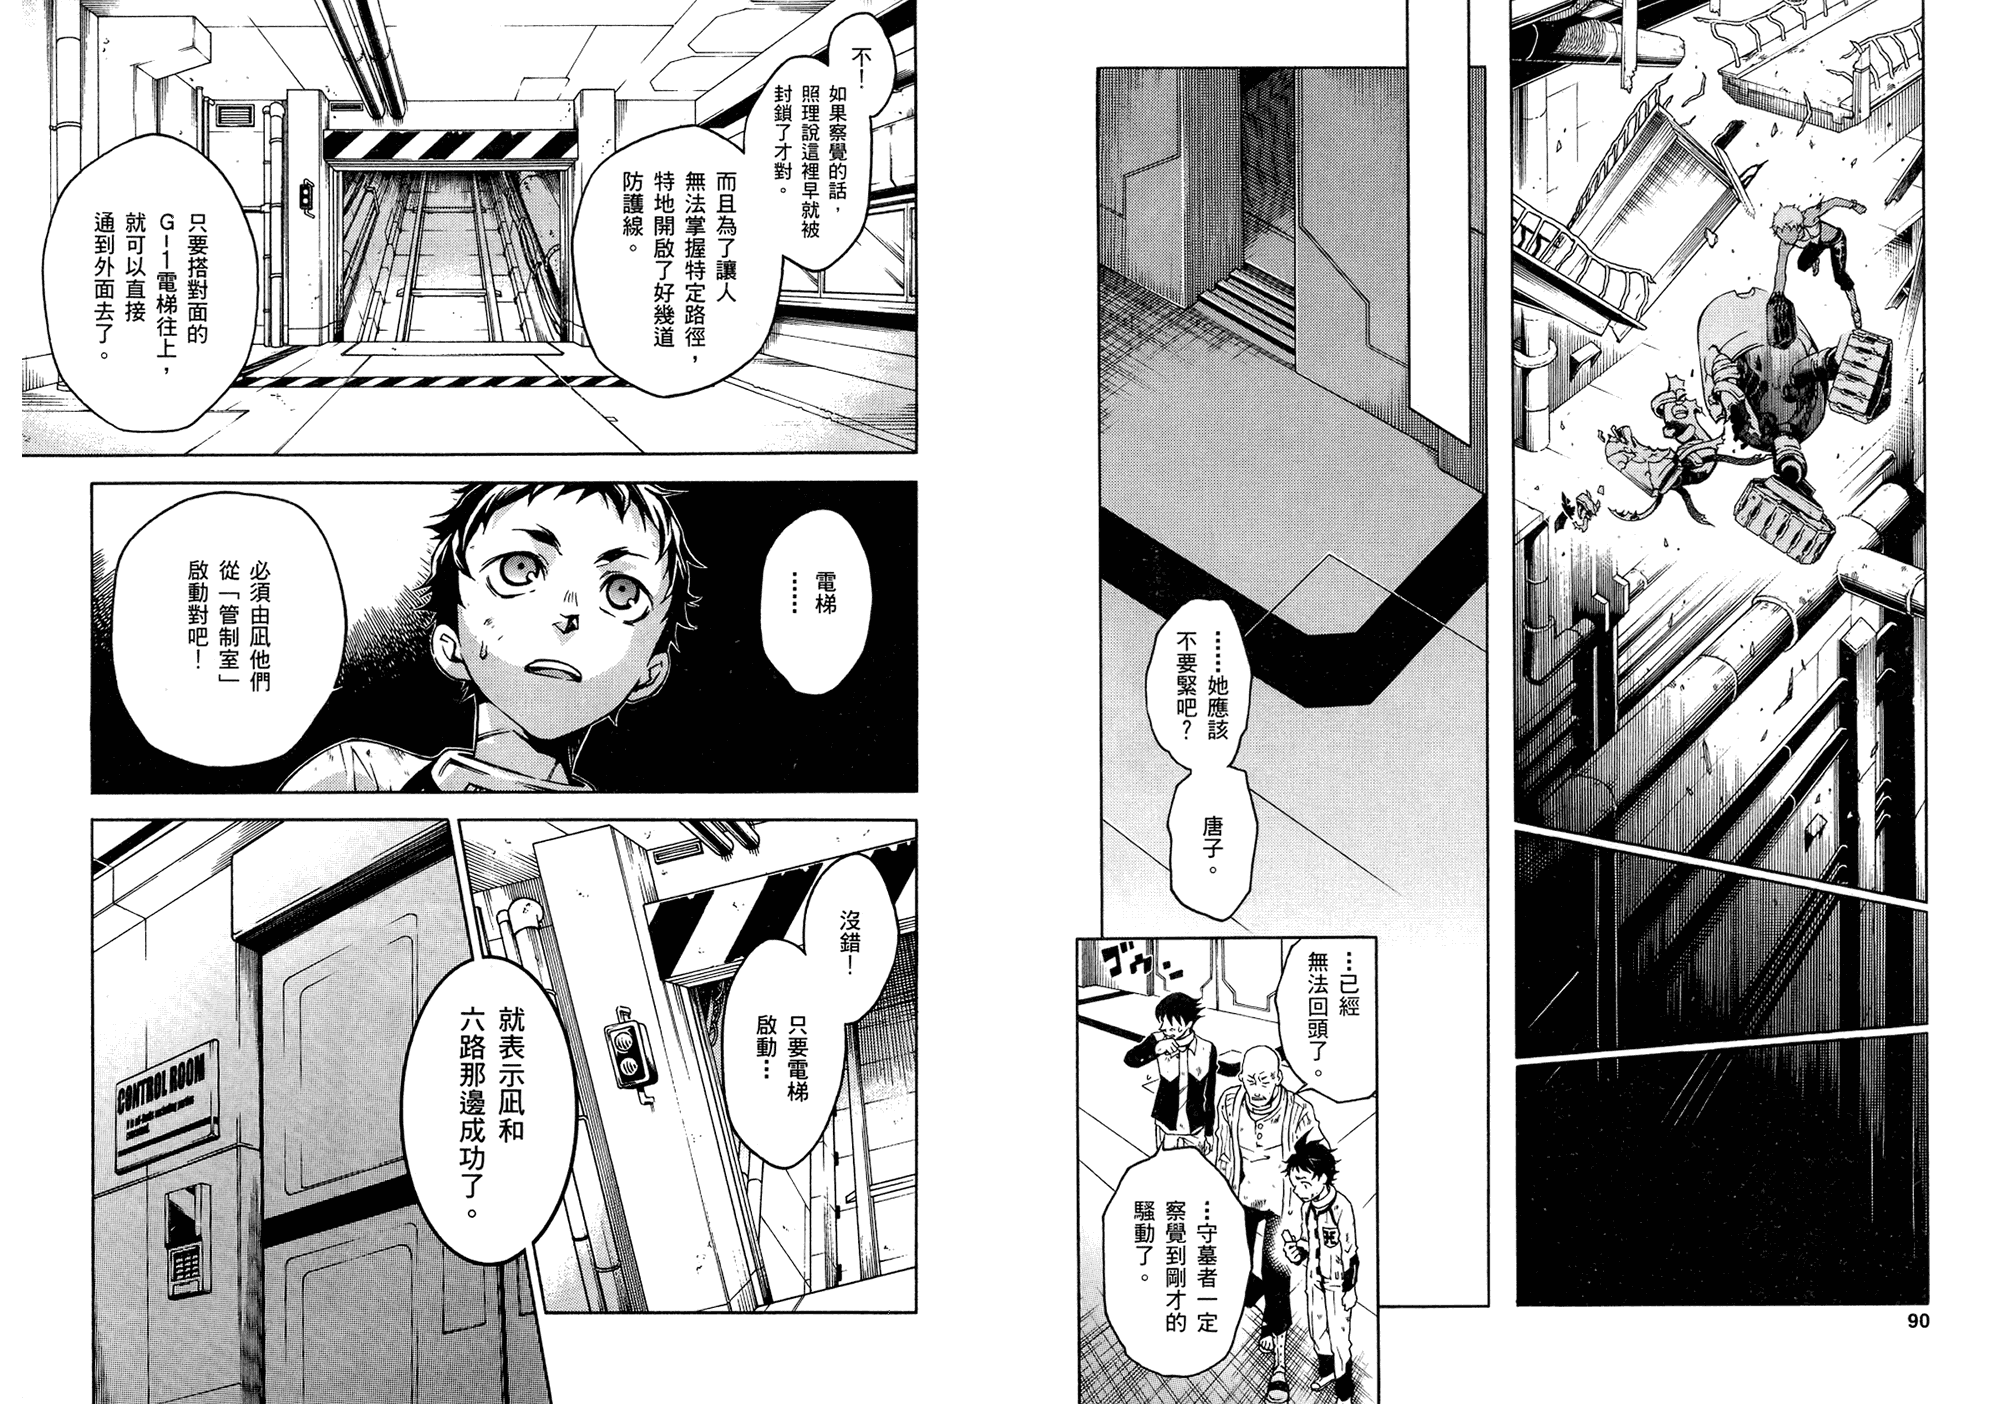 ……她應該
不要緊吧？
唐子。
…已經
無法回頭了。
ゴウン
…守墓者一定
察覺到剛才的
騷動了。
90
不！
如果察覺的話，
照理說這裡早就被
封鎖了才對。
而且為了讓人
無法掌握特定路徑，
特地開啟了好幾道
防護線。
只要搭對面的
G-1電梯往上，
就可以直接
通到外面去了。
電梯
……
必須由凪他們
從「管制室」
啟動對吧！
沒錯！
只要電梯
啟動…
就表示凪和
六路那邊成功了。
CONTROL ROOM